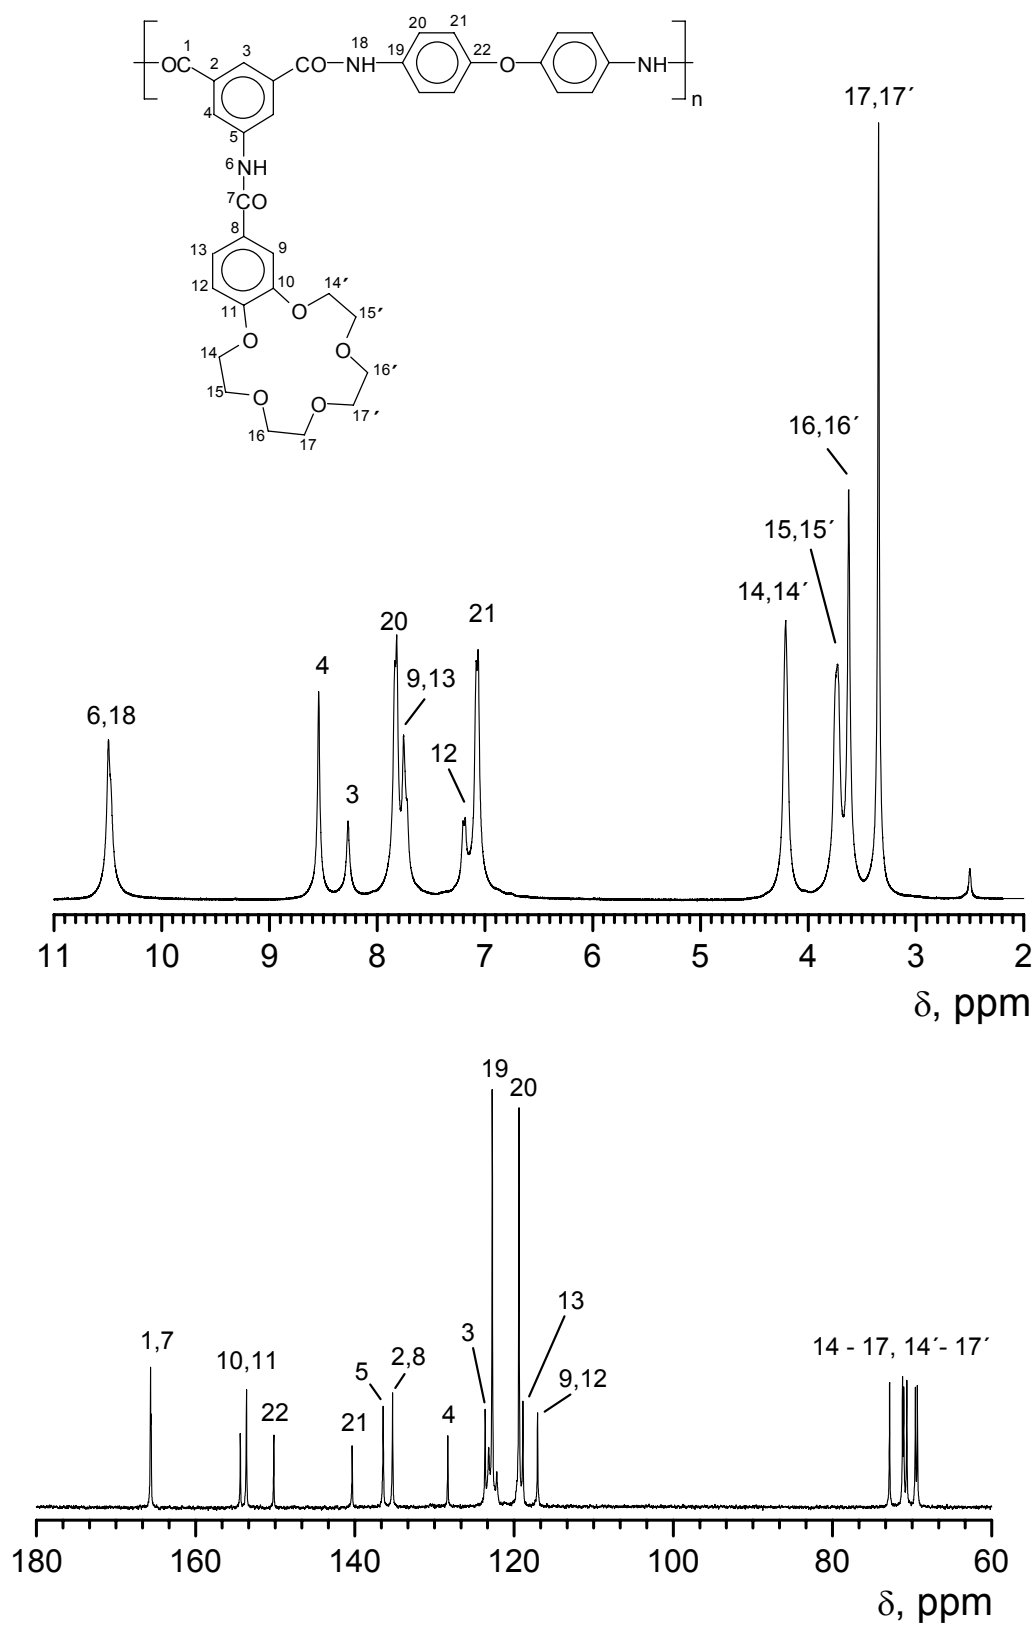 20 21
1 3 18 19 22
2
OC CO NH O NH
n
4
5
6 NH
7 CO
8
13 9
12 10 14´
11 O 15´
O O
14 16´
15 O O 17´
16 17
17,17´
16,16´
15,15´
14,14´
20 21
4 9,13
6,18
12
3
11 10 9 8 7 6 5 4 3 2
δ, ppm
19
20
13
3
1,7 14 - 17, 14´- 17´
10,11 2,8
5 9,12
22 21 4
180 160 140 120 100 80 60
δ, ppm